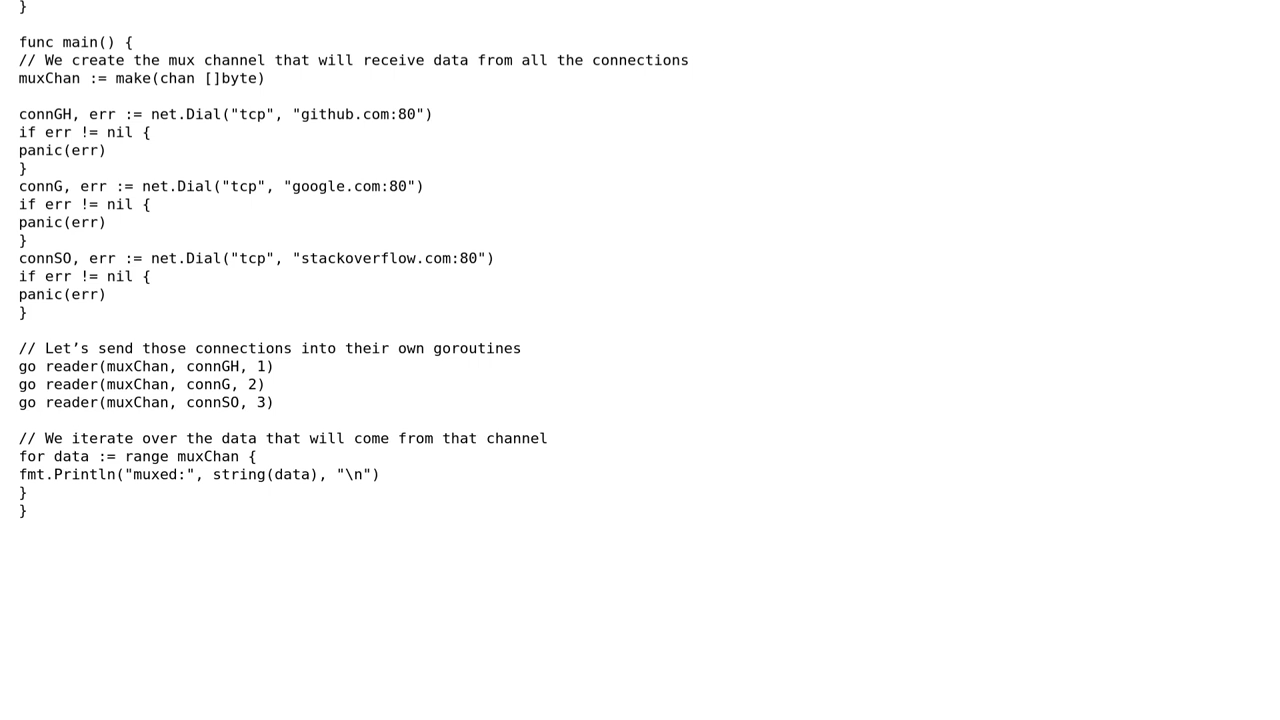 }
func main() {
// We create the mux channel that will receive data from all the connections
muxChan := make(chan []byte)
connGH, err := net.Dial("tcp", "github.com:80")
if err != nil {
panic(err)
}
connG, err := net.Dial("tcp", "google.com:80")
if err != nil {
panic(err)
}
connSO, err := net.Dial("tcp", "stackoverflow.com:80")
if err != nil {
panic(err)
}
// Let’s send those connections into their own goroutines
go reader(muxChan, connGH, 1)
go reader(muxChan, connG, 2)
go reader(muxChan, connSO, 3)
// We iterate over the data that will come from that channel
for data := range muxChan {
fmt.Println("muxed:", string(data), "\n")
}
}